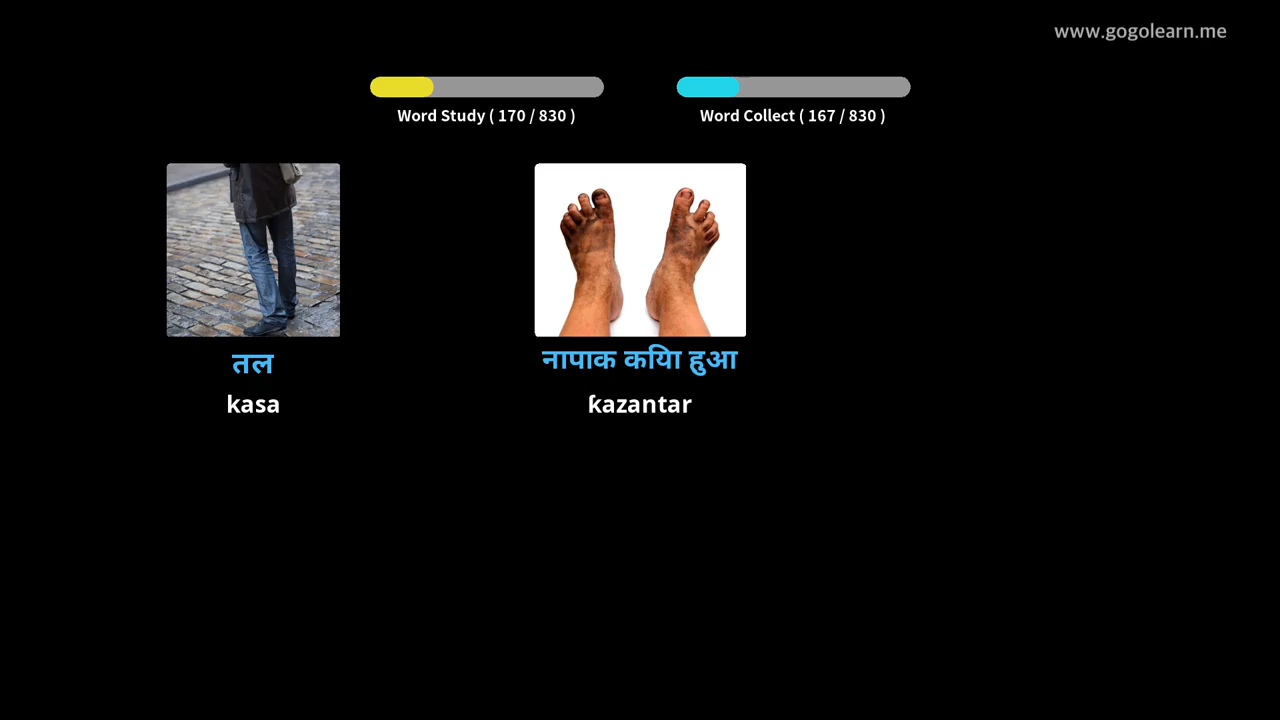 www.gogolearn.me
Word Study ( 170 / 830 )
Word Collect ( 167 / 830 )
तल
नापाक कयिा हुआ
kasa
ƙazantar